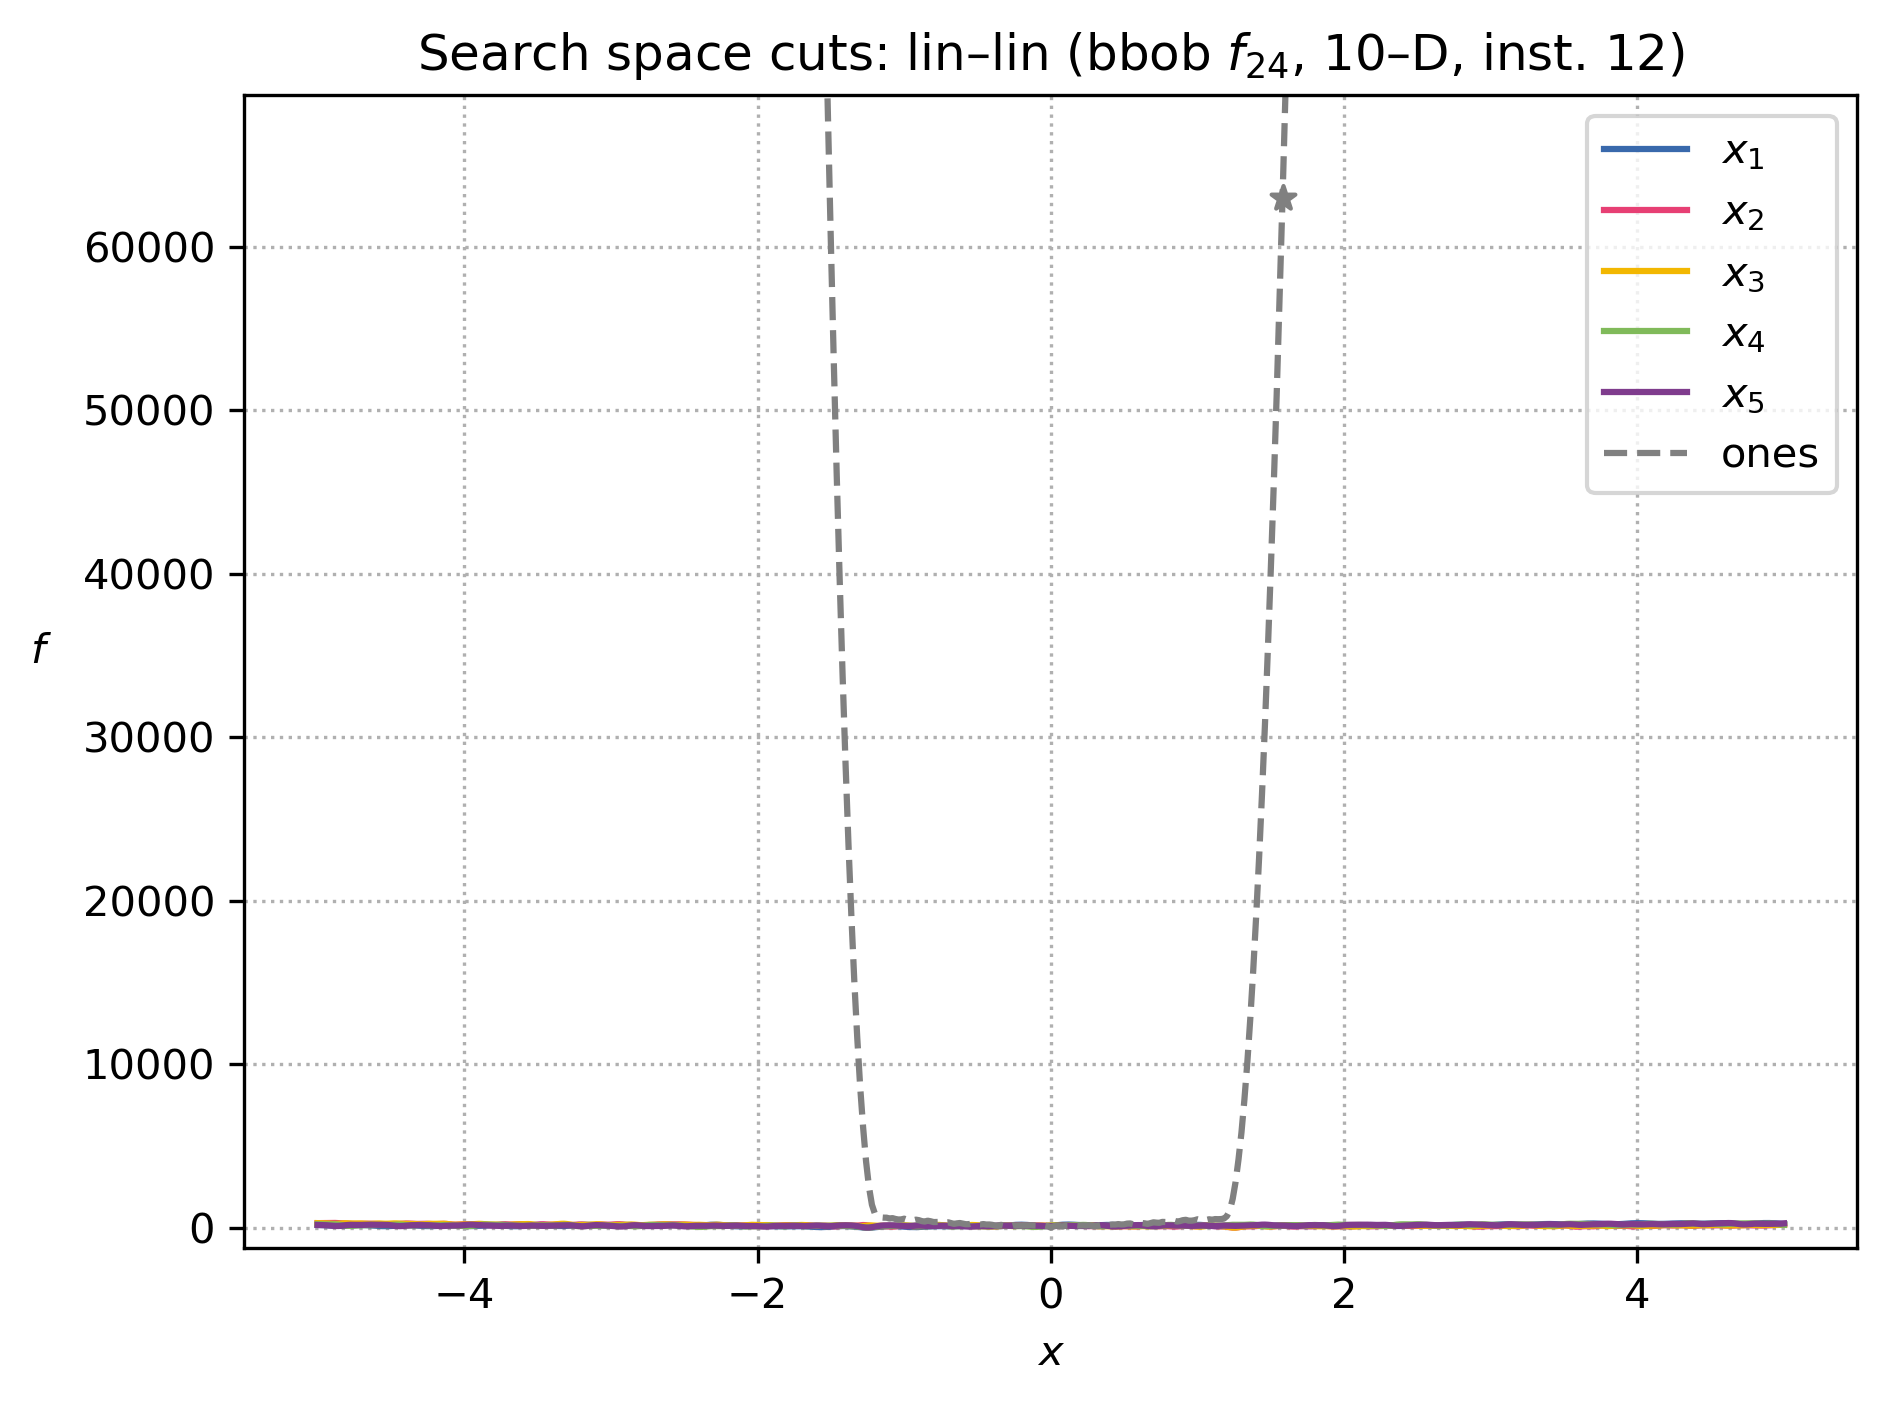 Search space cuts: lin–lin (bbob f24, 10–D, inst. 12)
x1
x2
x3
x4
x5
ones
60000
50000
40000
30000
20000
10000
0
f
−4
−2
0
2
4
x